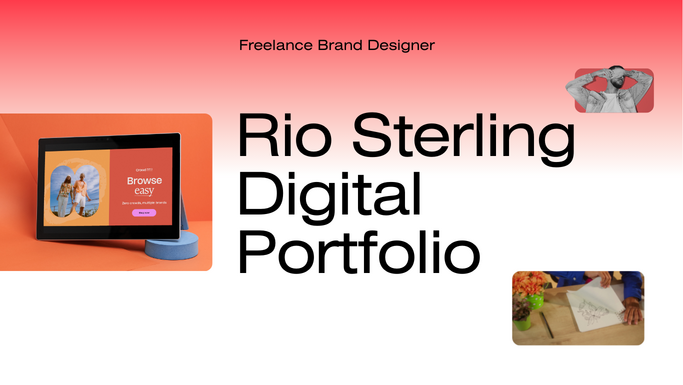 Freelance Brand Designer
Rio Sterling
Digital
Portfolio
Browse
easy